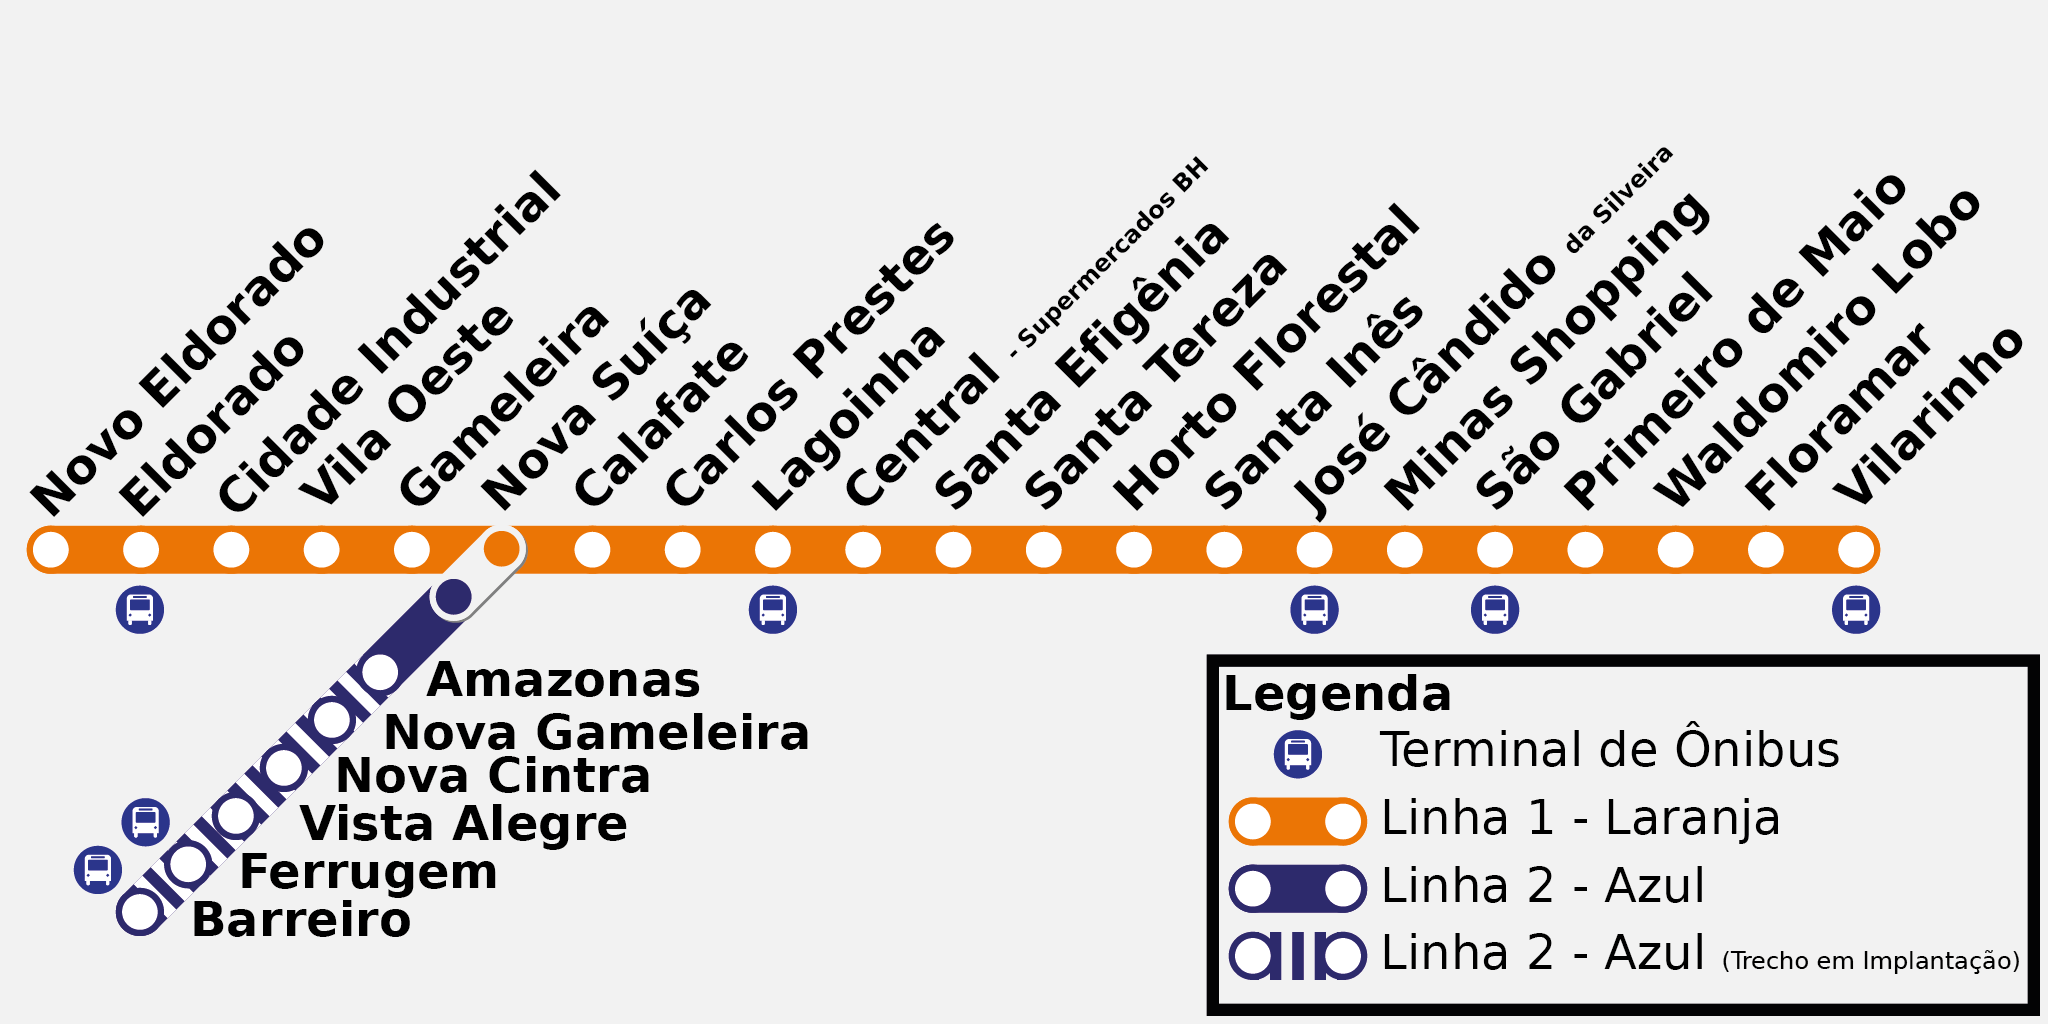 Novo Eldorado
Eldorado
Cidade Industrial
Vila Oeste
Gameleira
Nova Suíça
Calafate
Carlos Prestes
Lagoinha
Central - Supermercados BH
Santa Efigênia
Santa Tereza
Horto Florestal
Santa Inês
José Cândido da Silveira
Minas Shopping
São Gabriel
Primeiro de Maio
Waldomiro Lobo
Floramar
Vilarinho
Amazonas
Nova Gameleira
Nova Cintra
Vista Alegre
Ferrugem
Barreiro
Legenda
Terminal de Ônibus
Linha 1 - Laranja
Linha 2 - Azul
Linha 2 - Azul (Trecho em Implantação)